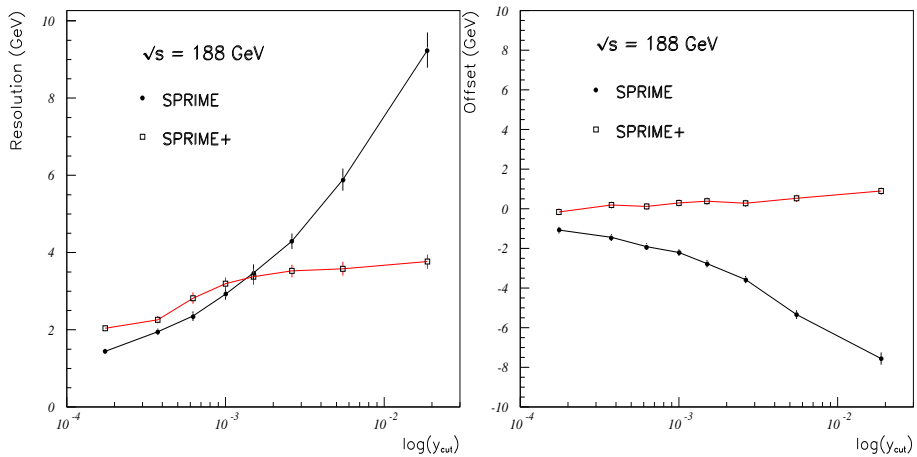 Resolution (GeV)
10
8
6
4
2
0
√s = 188 GeV
SPRIME
SPRIME+
10⁻⁴
10⁻³
10⁻²
log(y_cut)
Offset (GeV)
10
8
6
4
2
0
-2
-4
-6
-8
-10
√s = 188 GeV
SPRIME
SPRIME+
10⁻⁴
10⁻³
10⁻²
log(y_cut)